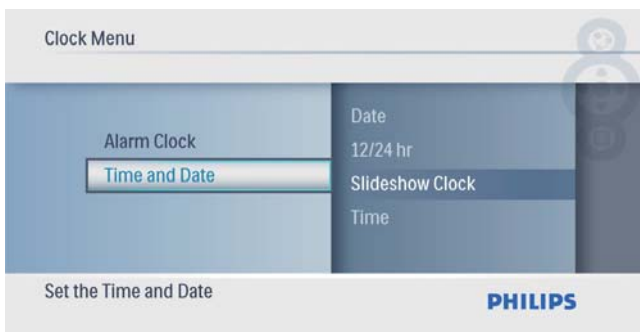 Clock Menu
Alarm Clock
Time and Date
Date
12/24 hr
Slideshow Clock
Time
Set the Time and Date
PHILIPS